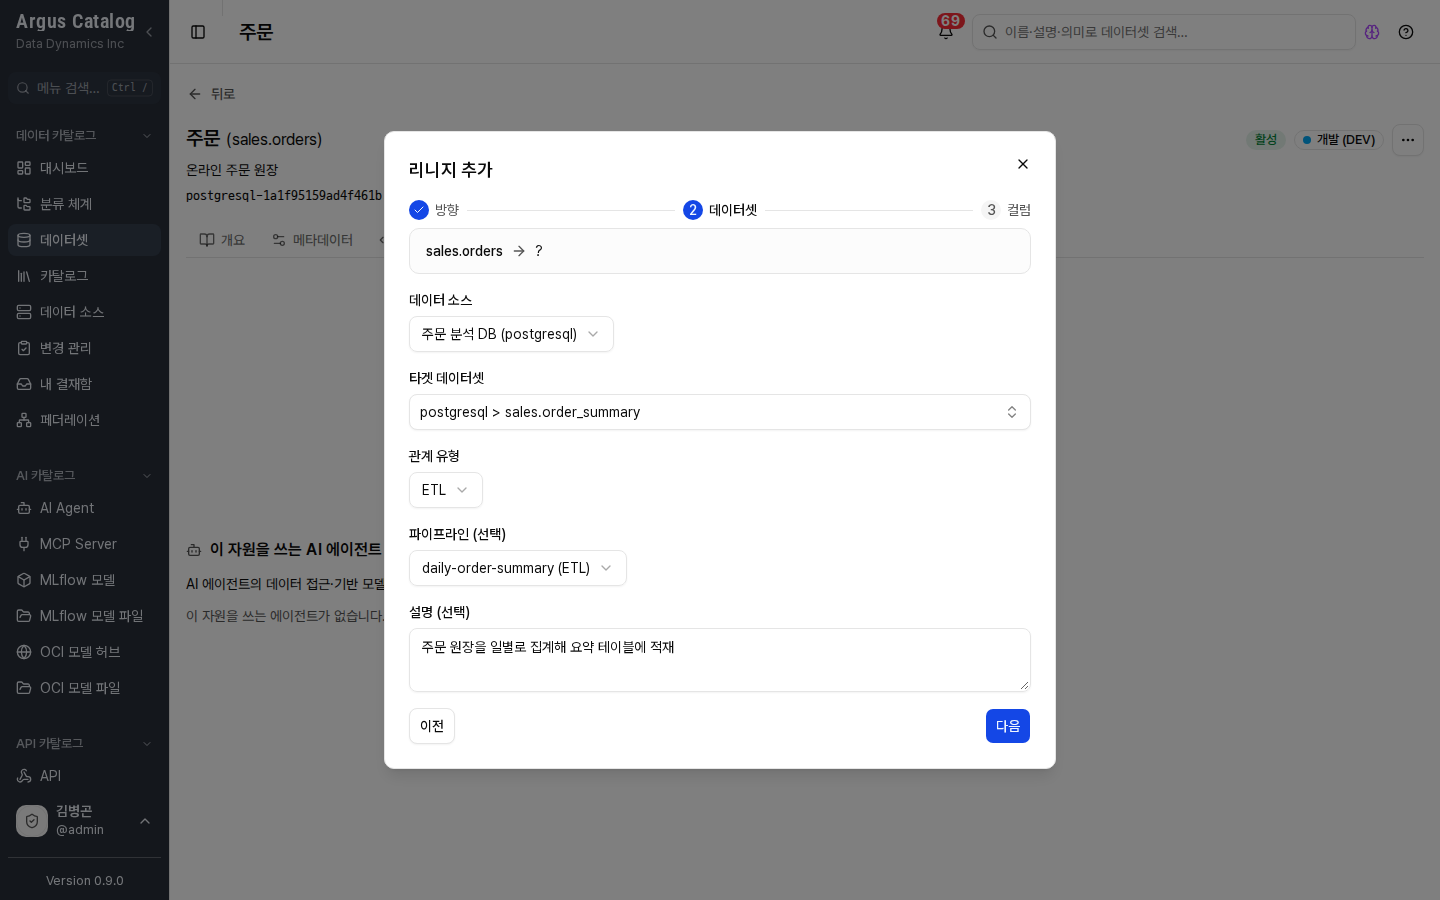 Argus Catalog
Data Dynamics Inc
메뉴 검색... Ctrl /
데이터 카탈로그
대시보드
분류 체계
데이터셋
카탈로그
데이터 소스
변경 관리
내 결재함
페더레이션
AI 카탈로그
AI Agent
MCP Server
MLflow 모델
MLflow 모델 파일
OCI 모델 허브
OCI 모델 파일
API 카탈로그
API
김병곤
@admin
Version 0.9.0
주문
69
이름·설명·의미로 데이터셋 검색...
뒤로
주문 (sales.orders)
활성
개발 (DEV)
온라인 주문 원장
postgresql-1a1f95159ad4f461b
개요
메타데이터
이 자원을 쓰는 AI 에이전트
AI 에이전트의 데이터 접근·기반 모델
이 자원을 쓰는 에이전트가 없습니다.
리니지 추가
방향
2 데이터셋
3 컬럼
sales.orders → ?
데이터 소스
주문 분석 DB (postgresql)
타겟 데이터셋
postgresql > sales.order_summary
관계 유형
ETL
파이프라인 (선택)
daily-order-summary (ETL)
설명 (선택)
주문 원장을 일별로 집계해 요약 테이블에 적재
이전
다음